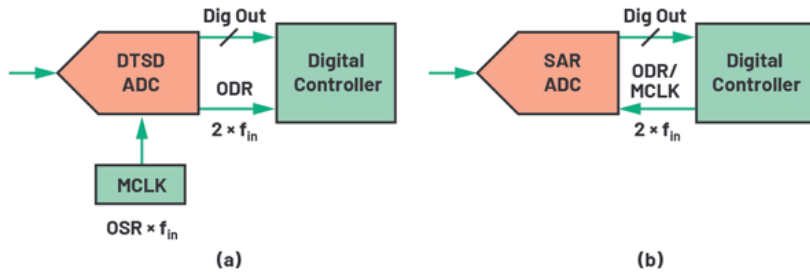 Dig Out
DTSD
ADC
Digital
Controller
ODR
2 × fin
MCLK
OSR × fin
(a)
Dig Out
SAR
ADC
ODR/
MCLK
2 × fin
Digital
Controller
(b)